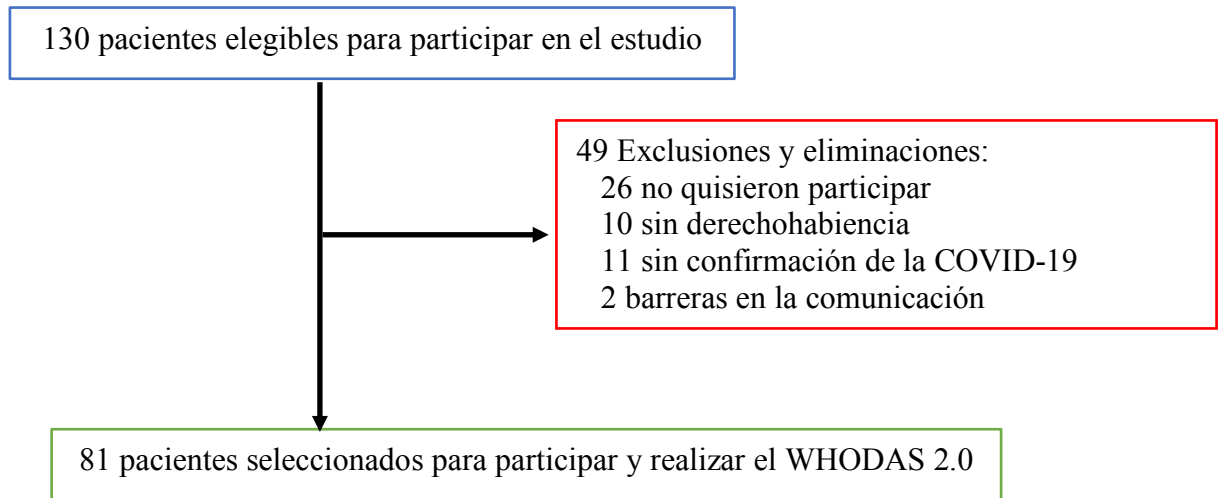 130 pacientes elegibles para participar en el estudio
49 Exclusiones y eliminaciones:
26 no quisieron participar
10 sin derechohabiencia
11 sin confirmación de la COVID-19
2 barreras en la comunicación
81 pacientes seleccionados para participar y realizar el WHODAS 2.0